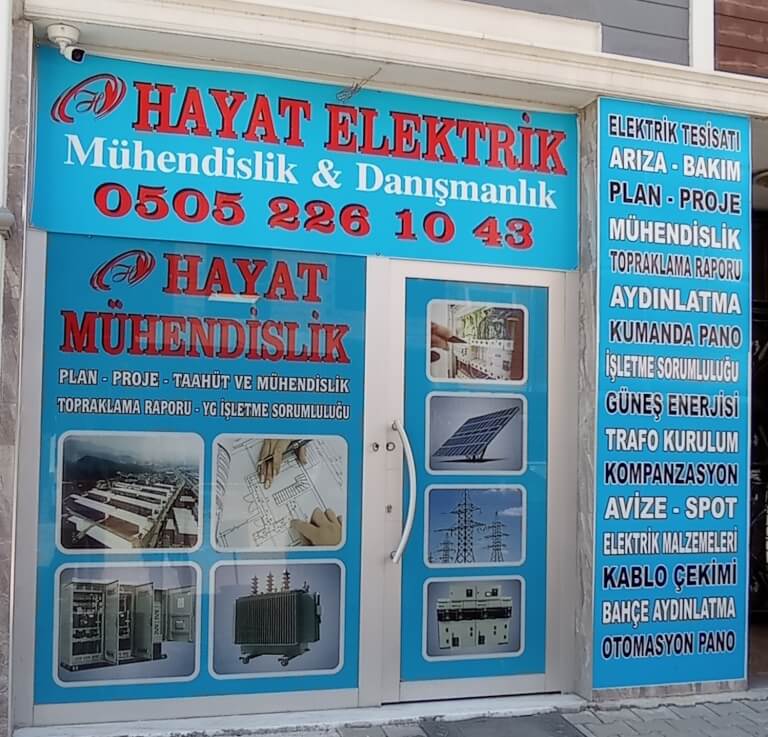 HAYAT ELEKTRİK
Mühendislik & Danışmanlık
0505 226 10 43
HAYAT
MÜHENDİSLİK
PLAN - PROJE - TAAHÜT VE MÜHENDİSLİK
TOPRAKLAMA RAPORU - YG İŞLETME SORUMLULUĞU
ELEKTRİK TESİSATI
ARIZA - BAKIM
PLAN - PROJE
MÜHENDİSLİK
TOPRAKLAMA RAPORU
AYDINLATMA
KUMANDA PANO
İŞLETME SORUMLULUĞU
GÜNEŞ ENERJİSİ
TRAFO KURULUM
KOMPANZASYON
AVİZE - SPOT
ELEKTRİK MALZEMELERİ
KABLO ÇEKİMİ
BAHÇE AYDINLATMA
OTOMASYON PANO